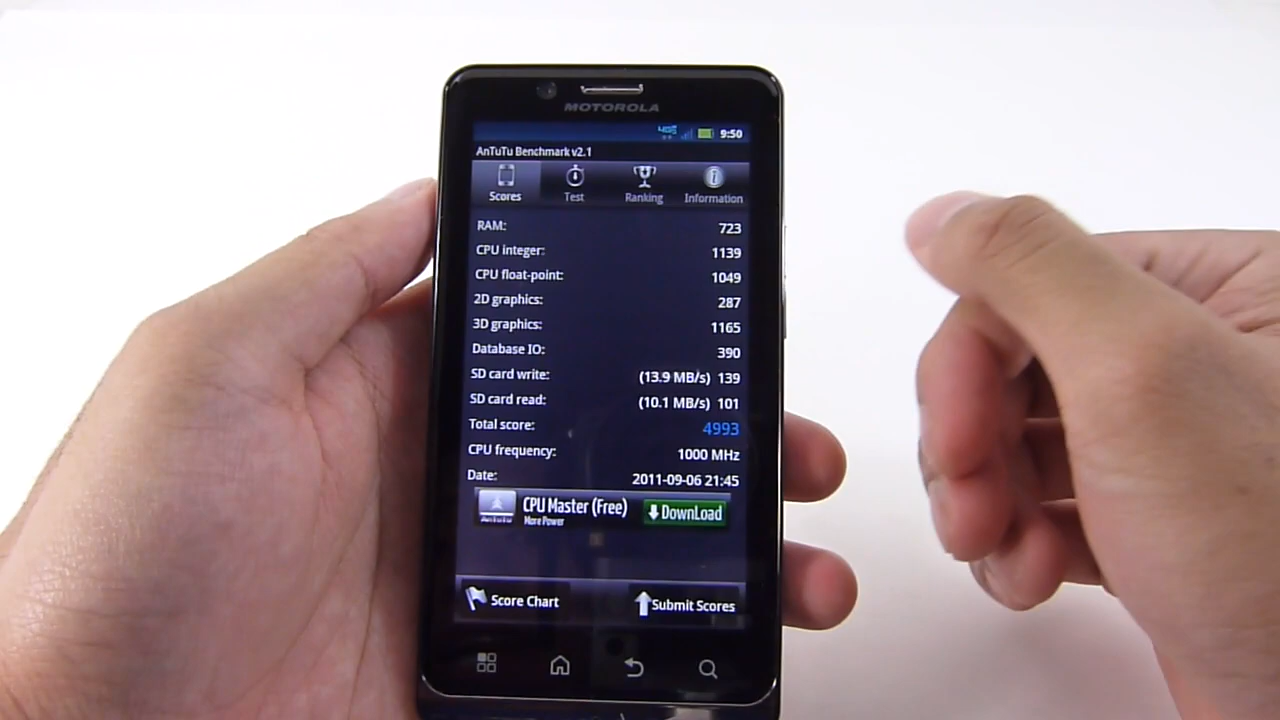 MOTOROLA
4G 9:50
AnTuTu Benchmark v2.1
Scores Test Ranking Information
RAM: 723
CPU integer: 1139
CPU float-point: 1049
2D graphics: 287
3D graphics: 1165
Database IO: 390
SD card write: (13.9 MB/s) 139
SD card read: (10.1 MB/s) 101
Total score: 4993
CPU frequency: 1000 MHz
Date: 2011-09-06 21:45
CPU Master (Free) DownLoad
AnTuTu More Power
Score Chart Submit Scores